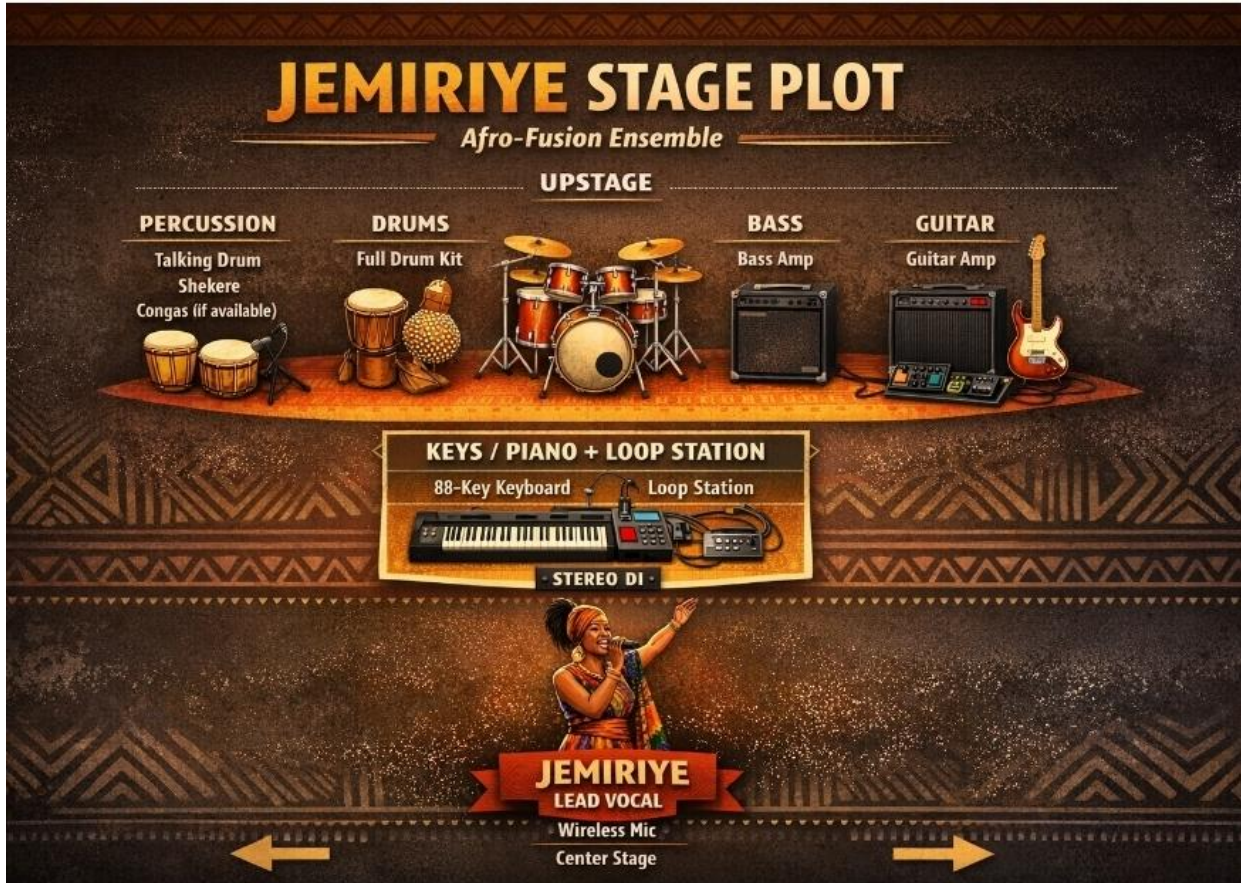 JEMIRIYE STAGE PLOT
Afro-Fusion Ensemble
UPSTAGE
PERCUSSION
Talking Drum
Shekere
Congas (if available)
DRUMS
Full Drum Kit
BASS
Bass Amp
GUITAR
Guitar Amp
KEYS / PIANO + LOOP STATION
88-Key Keyboard
Loop Station
STEREO DI
JEMIRIYE
LEAD VOCAL
Wireless Mic
Center Stage